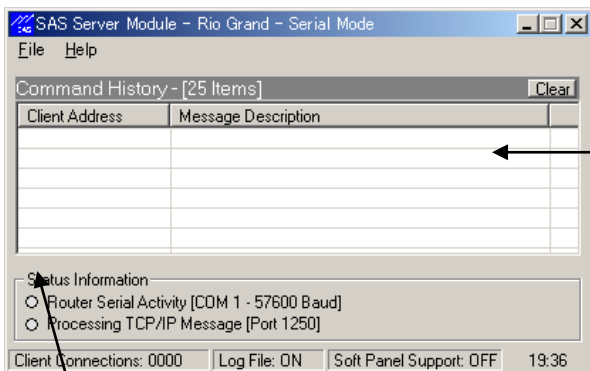 SAS Server Module - Rio Grand - Serial Mode
File Help
Command History - [25 Items] Clear
Client Address Message Description
Status Information
Router Serial Activity [COM 1 - 57600 Baud]
Processing TCP/IP Message [Port 1250]
Client Connections: 0000 Log File: ON Soft Panel Support: OFF 19:36